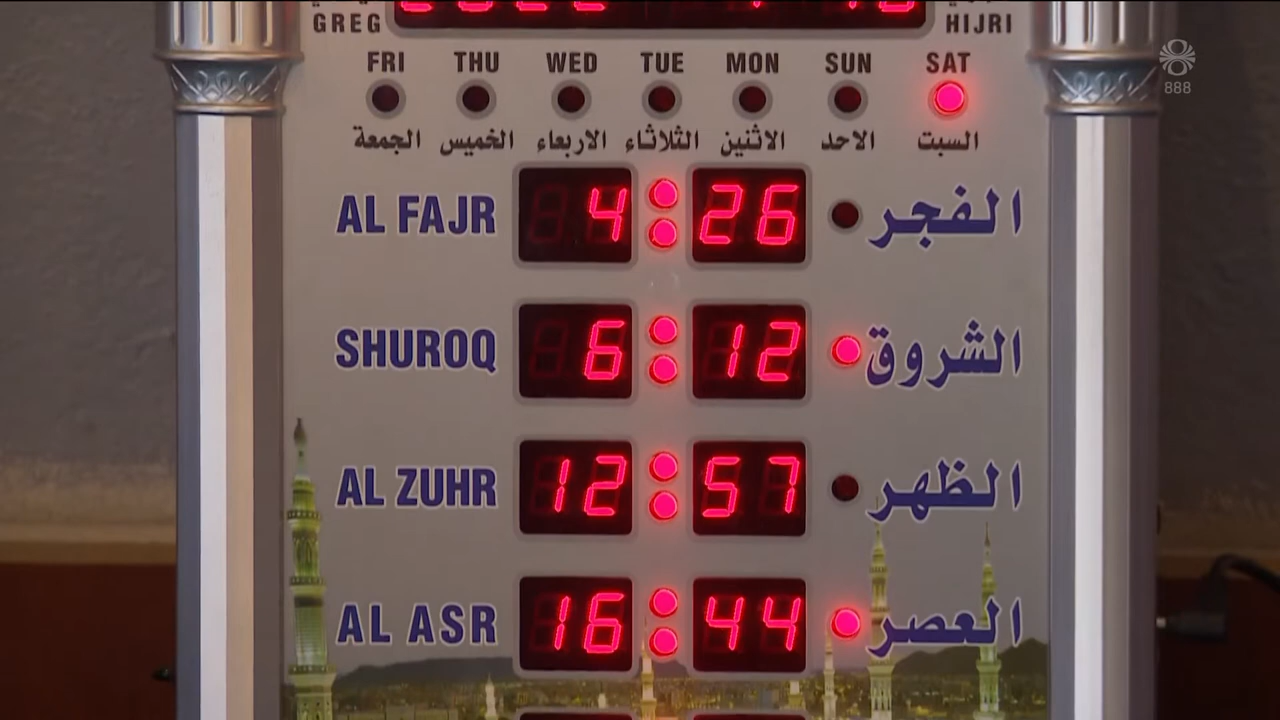 GREG HIJRI
FRI THU WED TUE MON SUN SAT
888
الجمعة الخميس الاربعاء الثلاثاء الاثنين الاحد السبت
AL FAJR 4:26 الفجر
SHUROQ 6:12 الشروق
AL ZUHR 12:57 الظهر
AL ASR 16:44 العصر